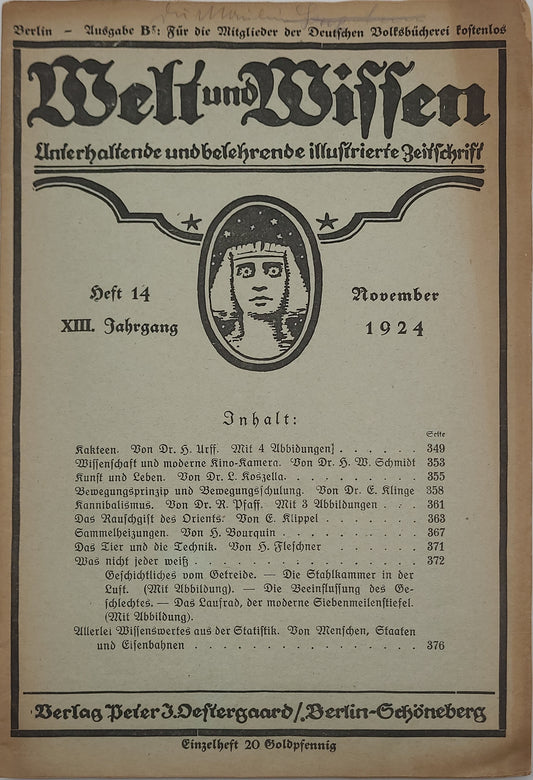 Berlin – Ausgabe B⁵: Für die Mitglieder der Deutschen Volksbücherei kostenlos
Welt und Wissen
Unterhaltende und belehrende illustrierte Zeitschrift
Heft 14
XIII. Jahrgang
November
1924
Inhalt:
Seite
Kakteen. Von Dr. H. Urff. Mit 4 Abbidungen] . . . . . . 349
Wissenschaft und moderne Kino-Kamera. Von Dr. H. W. Schmidt 353
Kunst und Leben. Von Dr. L. Koszella. . . . . . . . . . 355
Bewegungsprinzip und Bewegungsschulung. Von Dr. E. Klinge 358
Kannibalismus. Von Dr. R. Pfaff. Mit 3 Abbildungen . . . . 361
Das Rauschgift des Orients. Von E. Klippel . . . . . . . 363
Sammelheizungen. Von H. Bourquin . . . . . . . . . . 367
Das Tier und die Technik. Von H. Fleschner . . . . . . . 371
Was nicht jeder weiß . . . . . . . . . . . . . . . . 372
Geschichtliches vom Getreide. — Die Stahlkammer in der
Luft. (Mit Abbildung). — Die Beeinflussung des Ge-
schlechtes. — Das Laufrad, der moderne Siebenmeilenstiefel.
(Mit Abbildung).
Allerlei Wissenswertes aus der Statistik. Von Menschen, Staaten
und Eisenbahnen . . . . . . . . . . . . . . . . 376
Verlag Peter J. Oestergaard /. Berlin-Schöneberg
Einzelheft 20 Goldpfennig